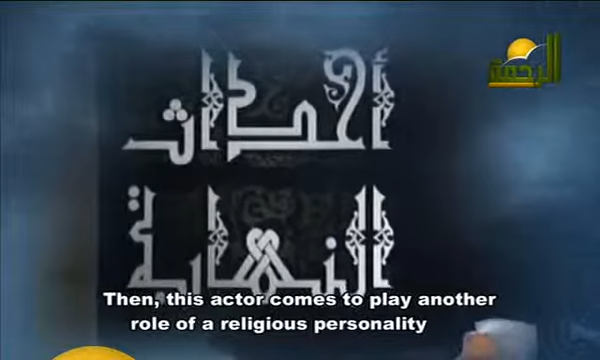 الرحمة
أحداث
النهاية
Then, this actor comes to play another
role of a religious personality